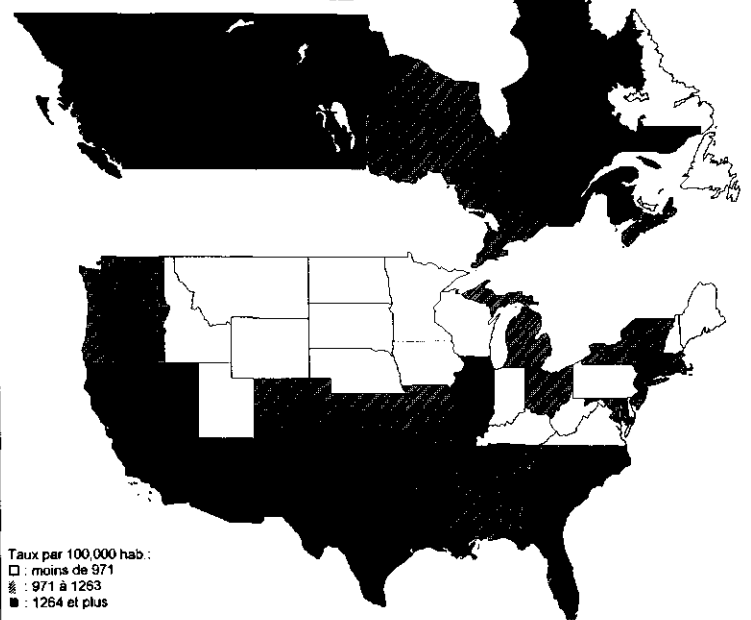 Taux par 100,000 hab.:
□ : moins de 971
▨ : 971 à 1263
■ : 1264 et plus